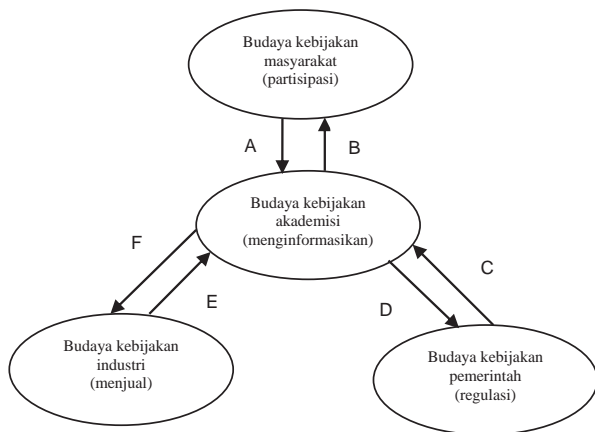 Budaya kebijakan
masyarakat
(partisipasi)
A
B
Budaya kebijakan
akademisi
(menginformasikan)
F
E
C
D
Budaya kebijakan
industri
(menjual)
Budaya kebijakan
pemerintah
(regulasi)